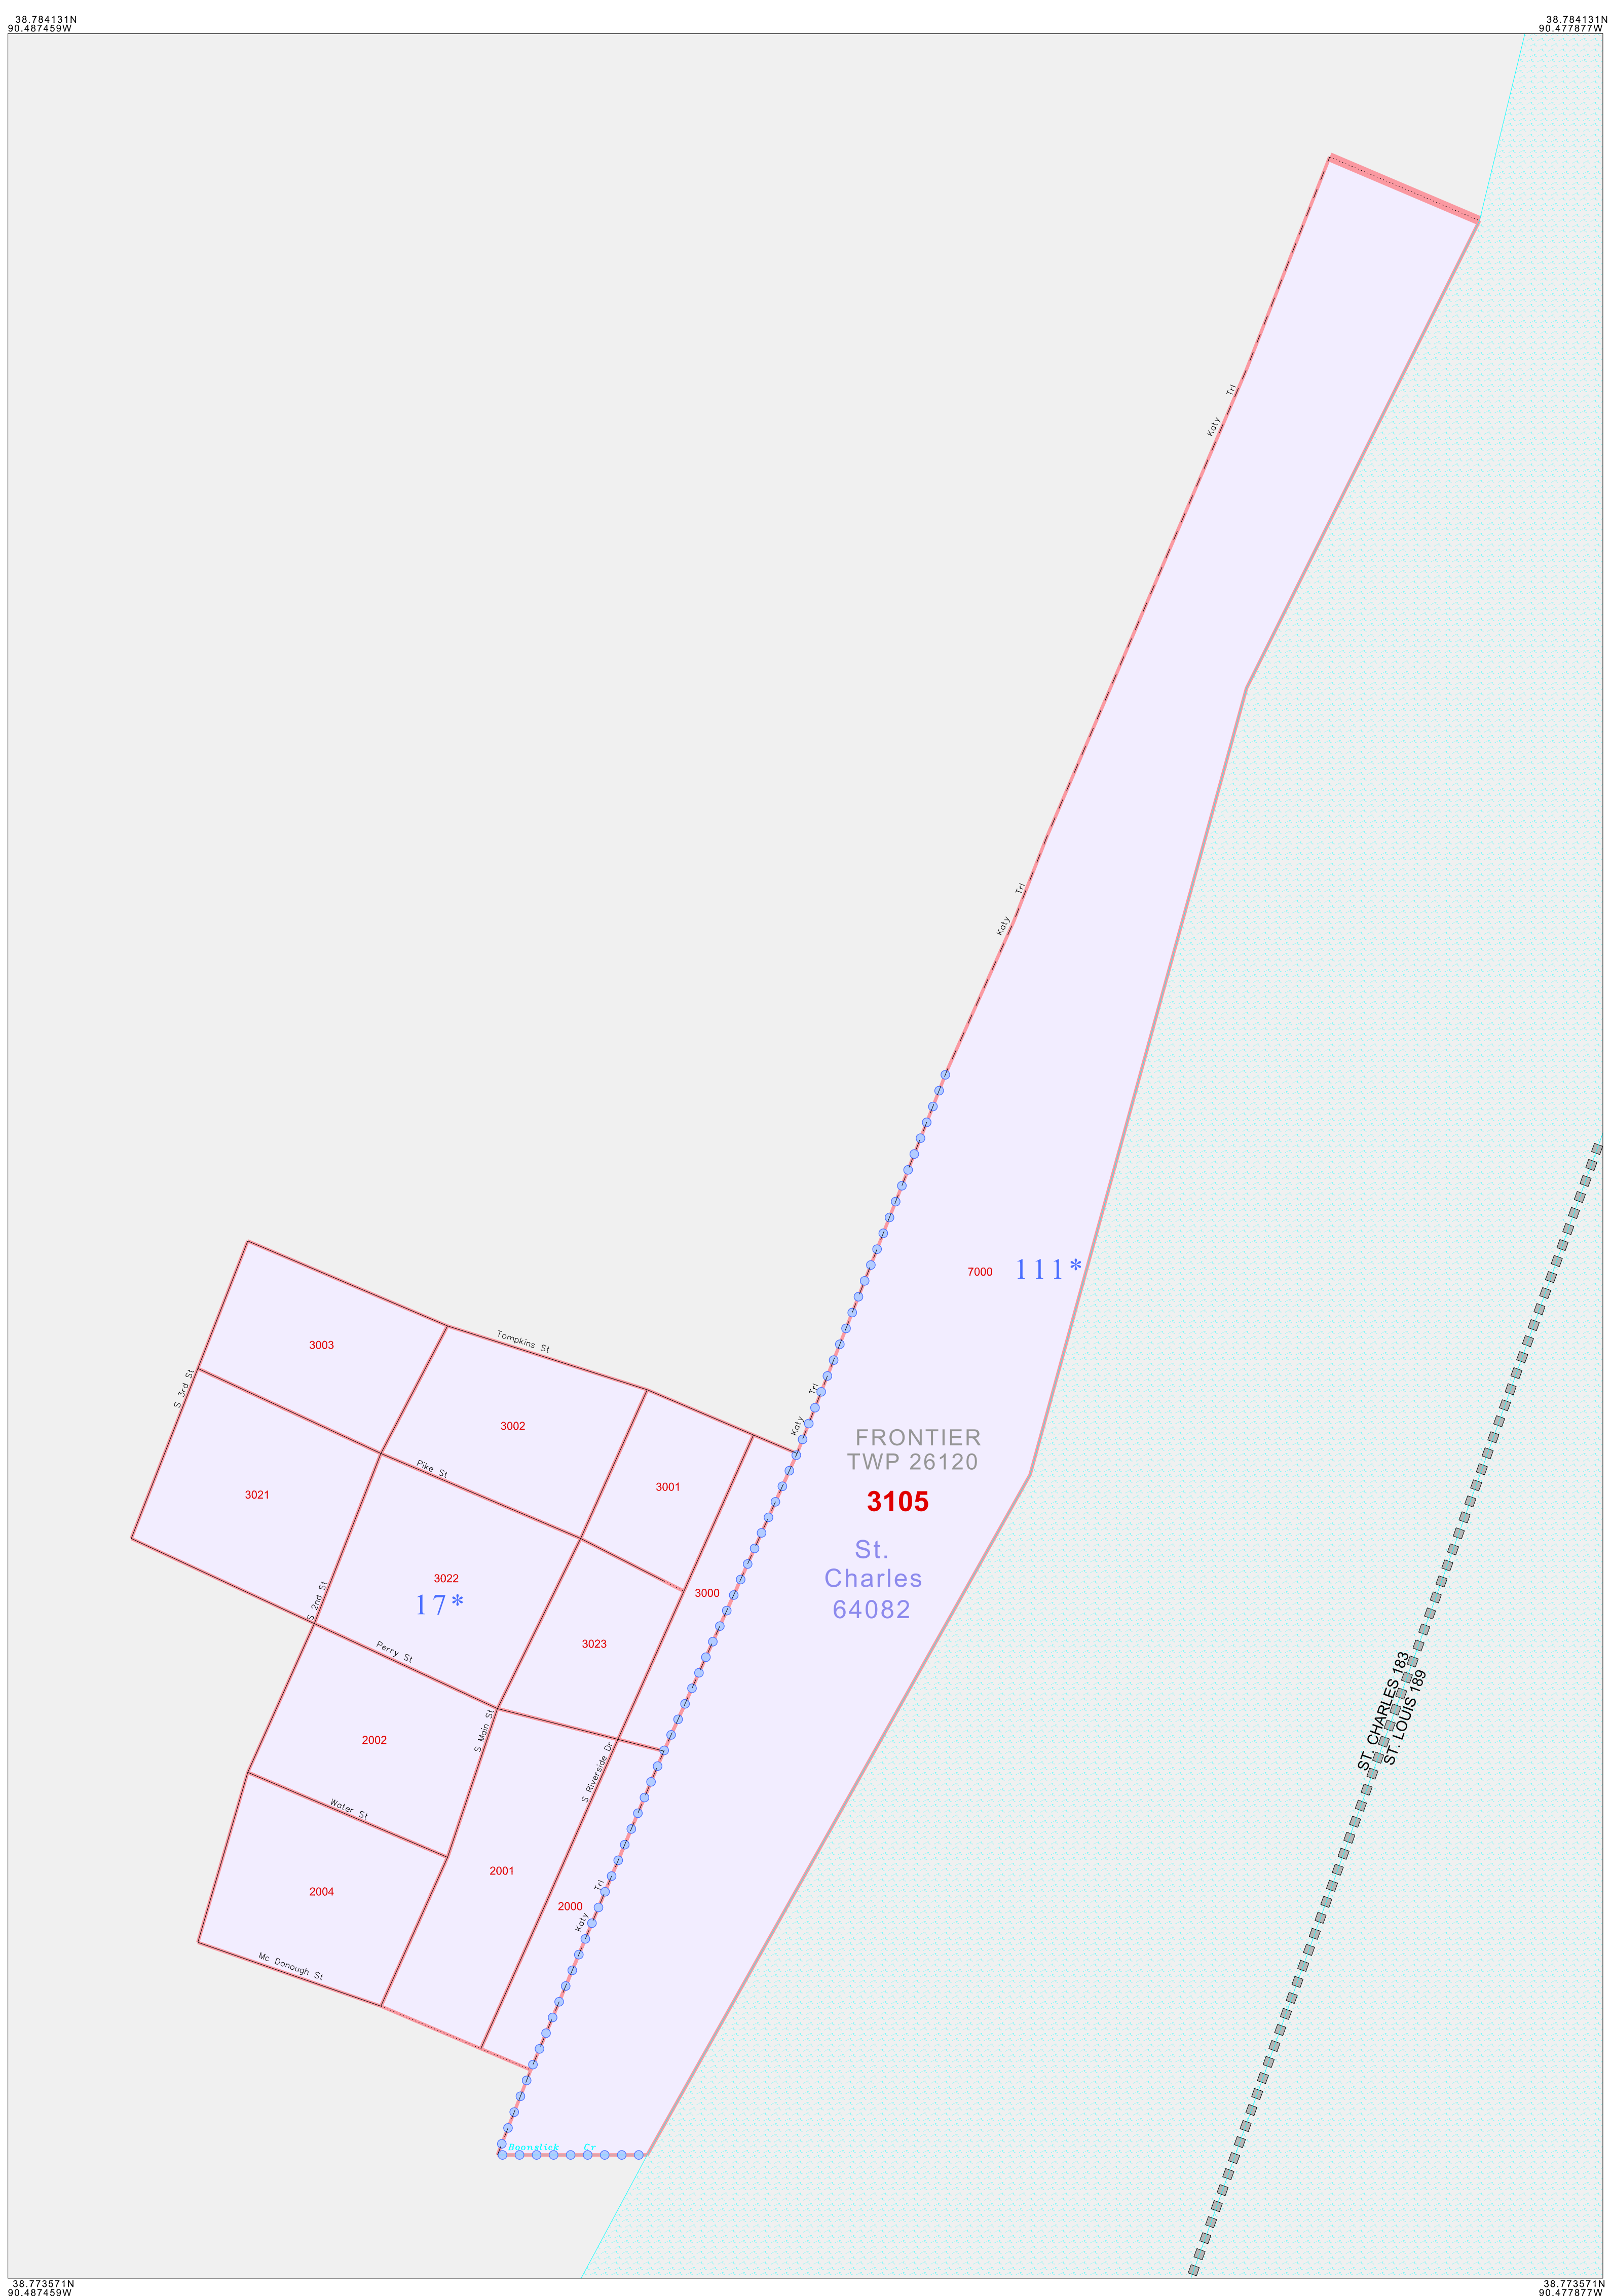 38.784131N
90.487459W
38.784131N
90.477877W
Katy Trl
Katy Trl
7000 111*
Tompkins St
3003
S 3rd St
Katy Trl
3002
FRONTIER
TWP 26120
3105
Pike St
3001
3021
St.
Charles
64082
3022
17*
3000
S 2nd St
3023
Perry St
ST. CHARLES 183
ST. LOUIS 189
2002
S Main St
S Riverside Dr
Water St
2001
2004
2000
Katy Trl
Mc Donough St
Boonslick Cr
38.773571N
90.487459W
38.773571N
90.477877W